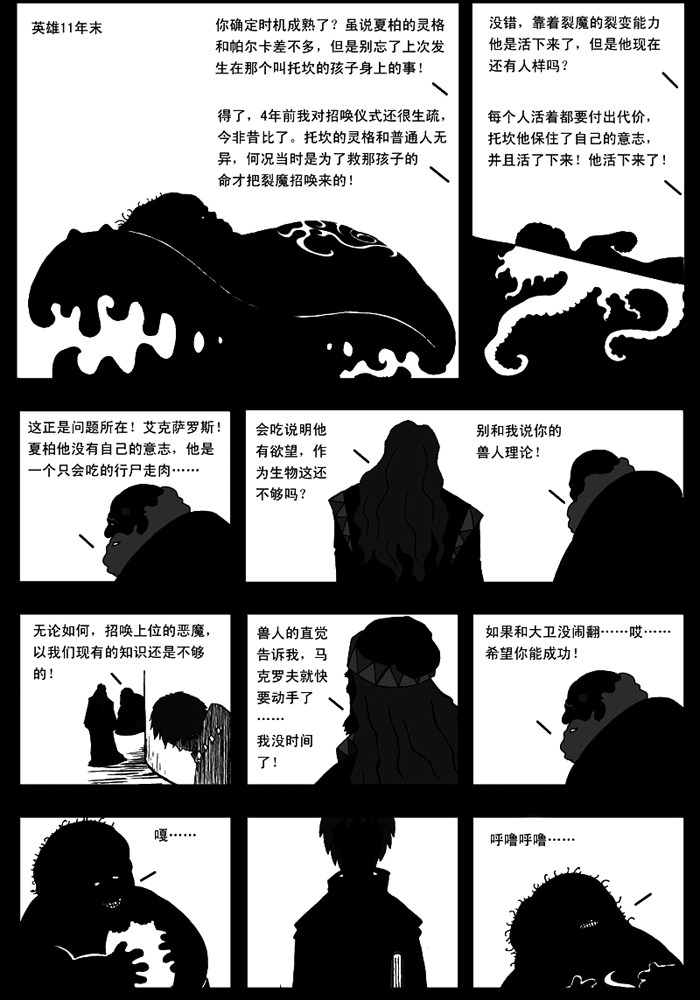 英雄11年末
你确定时机成熟了？虽说夏柏的灵格
和帕尔卡差不多，但是别忘了上次发
生在那个叫托坎的孩子身上的事！
得了，4年前我对招唤仪式还很生疏，
今非昔比了。托坎的灵格和普通人无
异，何况当时是为了救那孩子的
命才把裂魔招唤来的！
没错，靠着裂魔的裂变能力
他是活下来了，但是他现在
还有人样吗？
每个人活着都要付出代价，
托坎他保住了自己的意志，
并且活了下来！他活下来了！
这正是问题所在！艾克萨罗斯！
夏柏他没有自己的意志，他是
一个只会吃的行尸走肉……
会吃说明他
有欲望，作
为生物这还
不够吗？
别和我说你的
兽人理论！
无论如何，招唤上位的恶魔，
以我们现有的知识还是不够
的！
兽人的直觉
告诉我，马
克罗夫就快
要动手了
……
我没时间
了！
如果和大卫没闹翻……哎……
希望你能成功！
嘎……
呼噜呼噜……